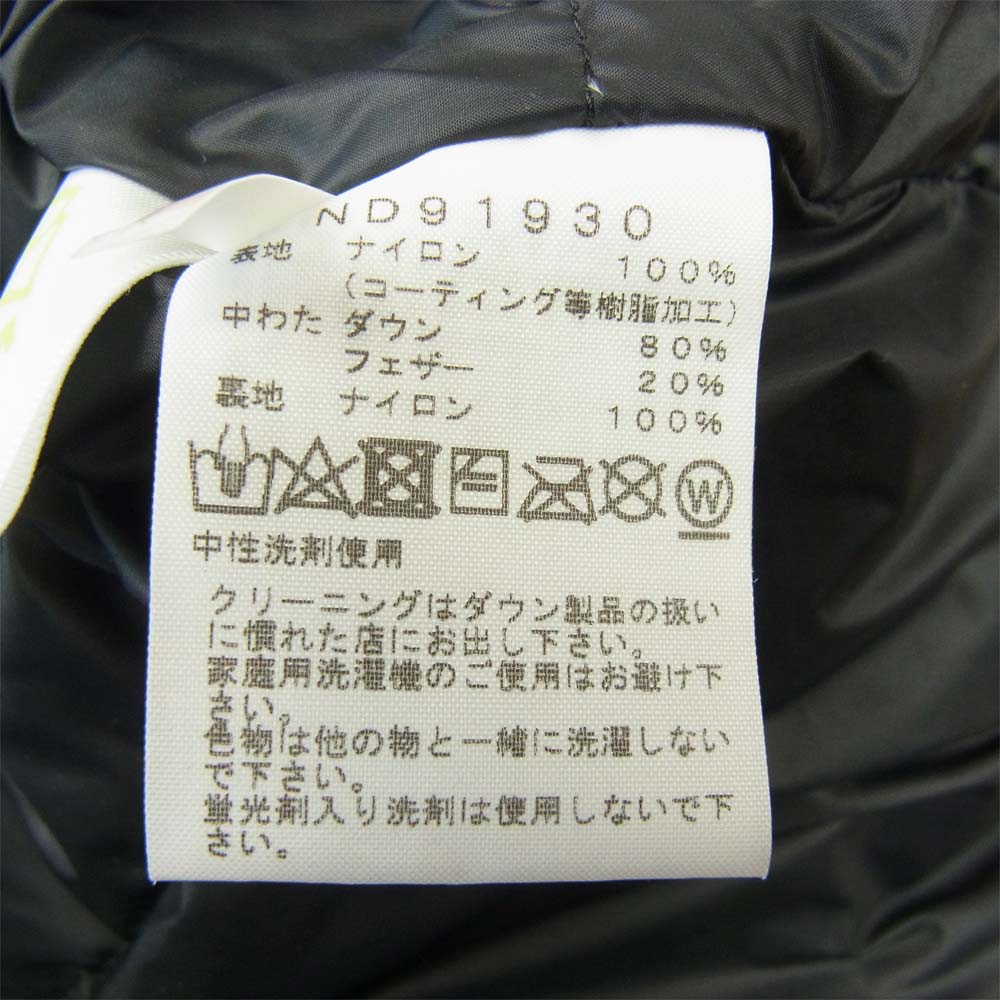 ND91930
表地 ナイロン 100%
(コーティング等樹脂加工)
中わた ダウン 80%
フェザー 20%
裏地 ナイロン 100%
W
中性洗剤使用
クリーニングはダウン製品の扱い
に慣れた店にお出し下さい。
家庭用洗濯機のご使用はお避け下
さい。
色物は他の物と一緒に洗濯しない
で下さい。
蛍光剤入り洗剤は使用しないで下
さい。